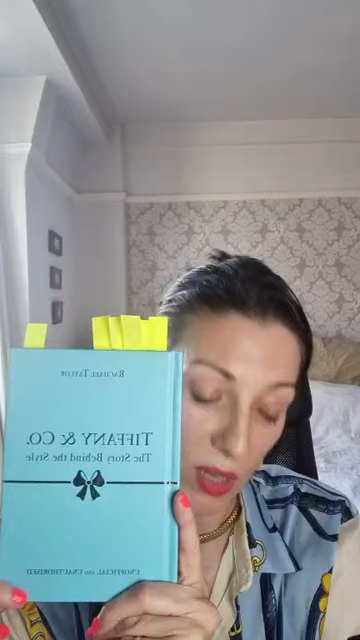 RACHAEL TAYLOR
TIFFANY & CO.
The Story Behind the Style
UNOFFICIAL AND UNAUTHORISED